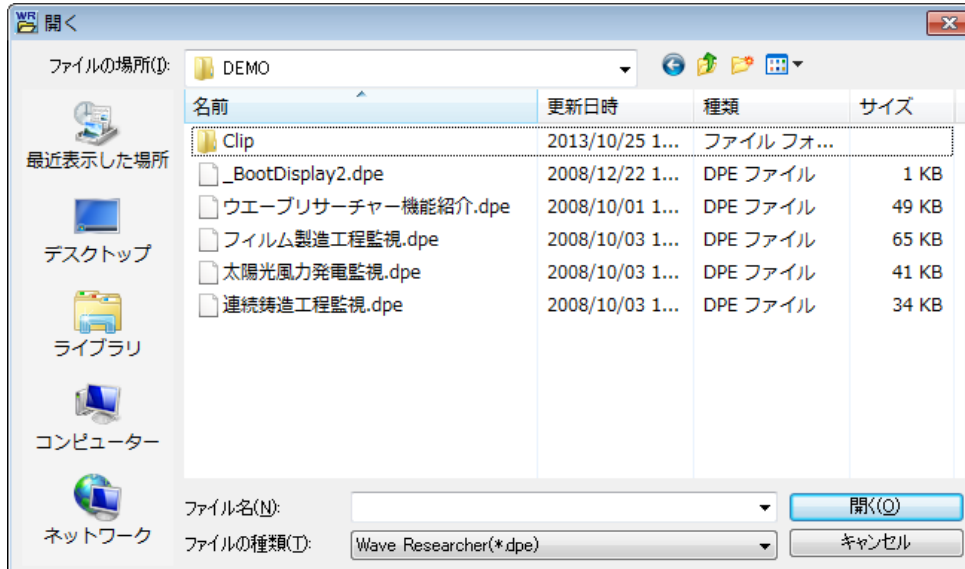 WR 開く
ファイルの場所(I): DEMO
名前 更新日時 種類 サイズ
Clip 2013/10/25 1... ファイル フォ...
_BootDisplay2.dpe 2008/12/22 1... DPE ファイル 1 KB
ウエーブリサーチャー機能紹介.dpe 2008/10/01 1... DPE ファイル 49 KB
フィルム製造工程監視.dpe 2008/10/03 1... DPE ファイル 65 KB
太陽光風力発電監視.dpe 2008/10/03 1... DPE ファイル 41 KB
連続鋳造工程監視.dpe 2008/10/03 1... DPE ファイル 34 KB
最近表示した場所
デスクトップ
ライブラリ
コンピューター
ネットワーク
ファイル名(N): 開く(O)
ファイルの種類(T): Wave Researcher(*.dpe) キャンセル